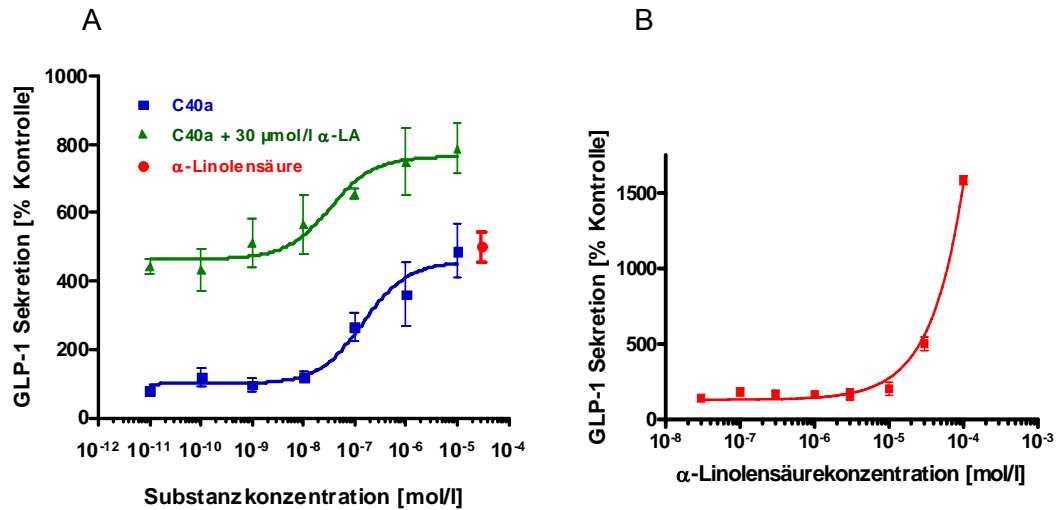 A
B
GLP-1 Sekretion [% Kontrolle]
1000
800
600
400
200
0
C40a
C40a + 30 µmol/l α-LA
α-Linolensäure
10-12
10-11
10-10
10-9
10-8
10-7
10-6
10-5
10-4
Substanzkonzentration [mol/l]
GLP-1 Sekretion [% Kontrolle]
1500
1000
500
0
10-8
10-7
10-6
10-5
10-4
10-3
α-Linolensäurekonzentration [mol/l]